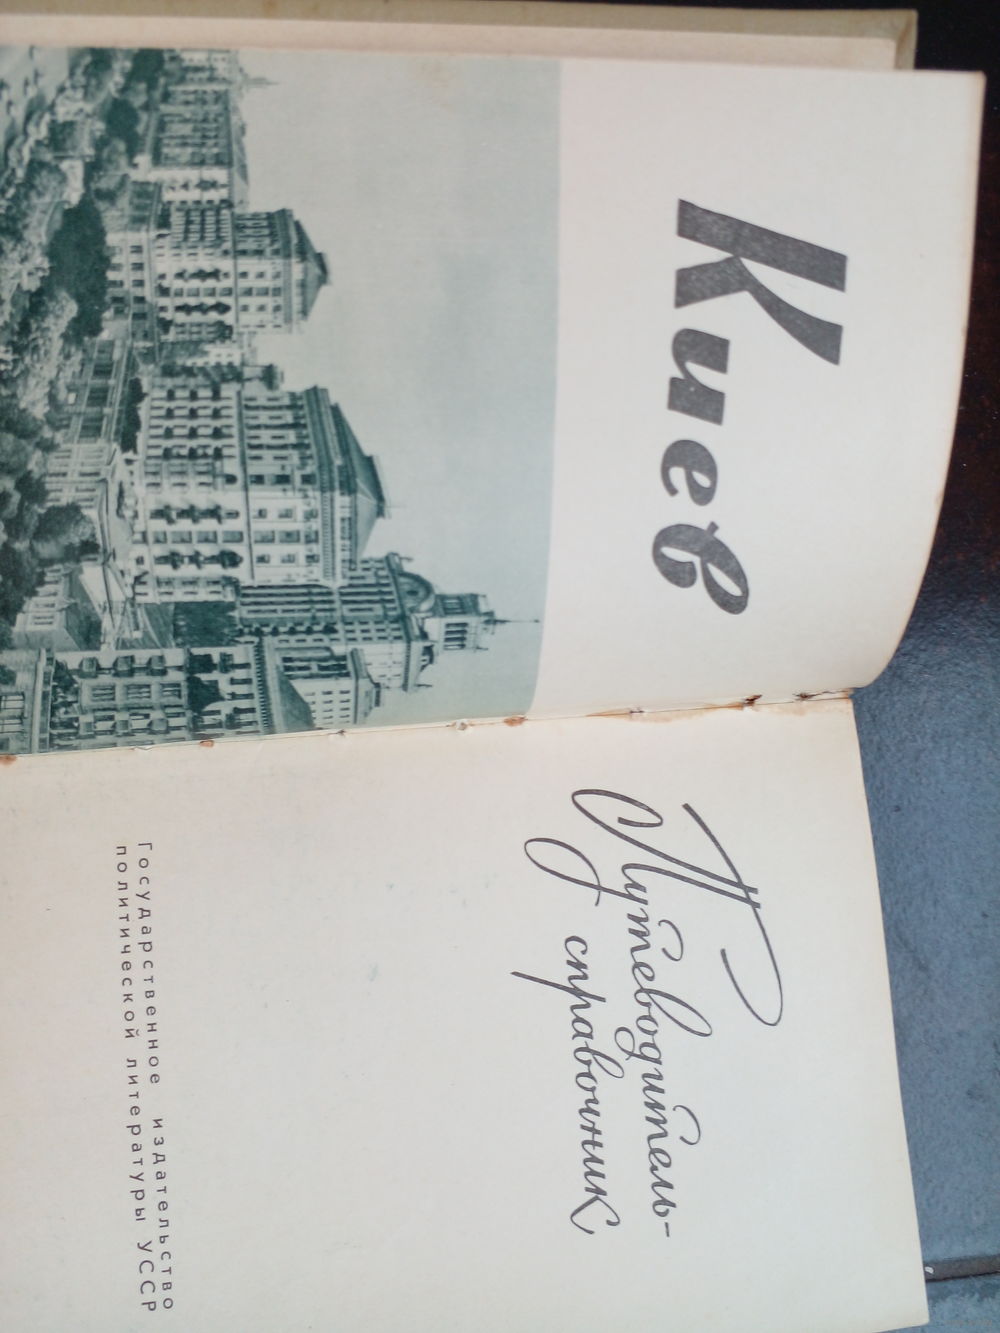 Киев
Путеводитель-
справочник
Государственное издательство
политической литературы УССР